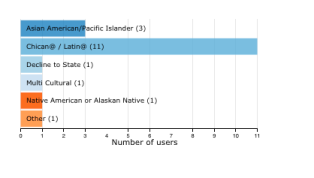 Asian American/Pacific Islander (3)
Chican@ / Latin@ (11)
Decline to State (1)
Multi Cultural (1)
Native American or Alaskan Native (1)
Other (1)
0 1 2 3 4 5 6 7 8 9 10 11
Number of users